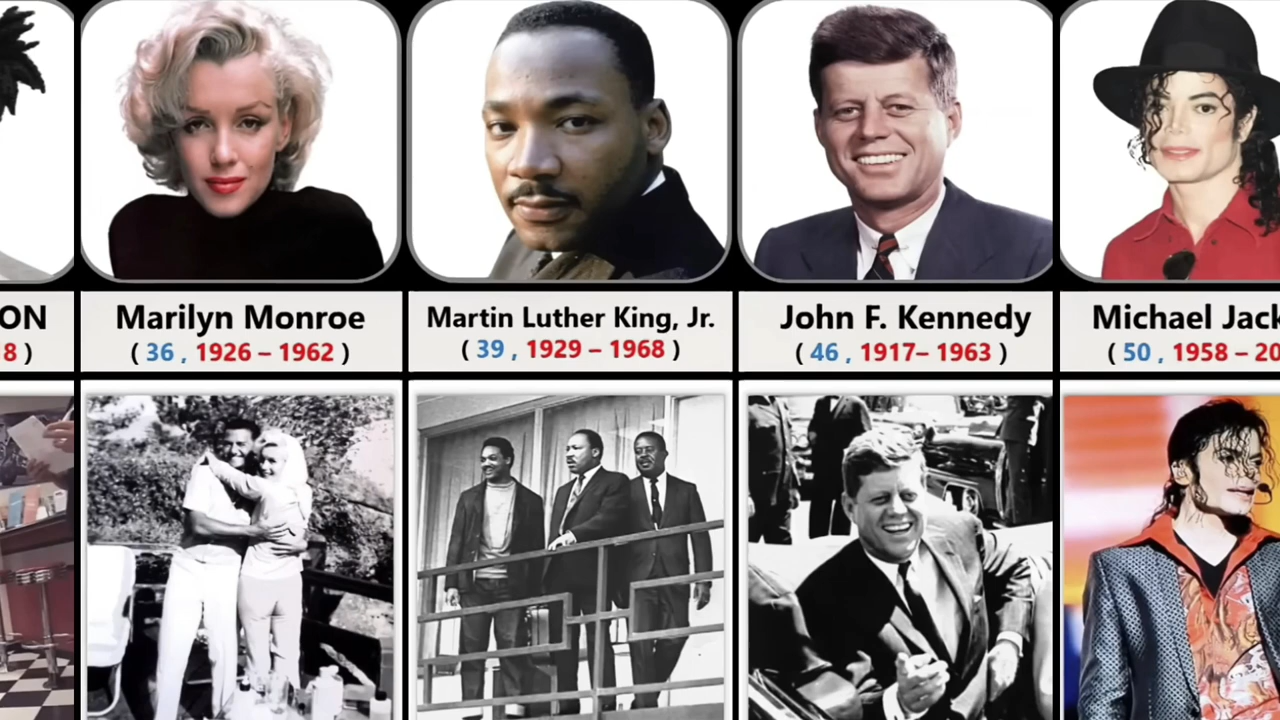 ON
8 )
Marilyn Monroe
( 36 , 1926 – 1962 )
Martin Luther King, Jr.
( 39 , 1929 – 1968 )
John F. Kennedy
( 46 , 1917– 1963 )
Michael Jack
( 50 , 1958 – 20